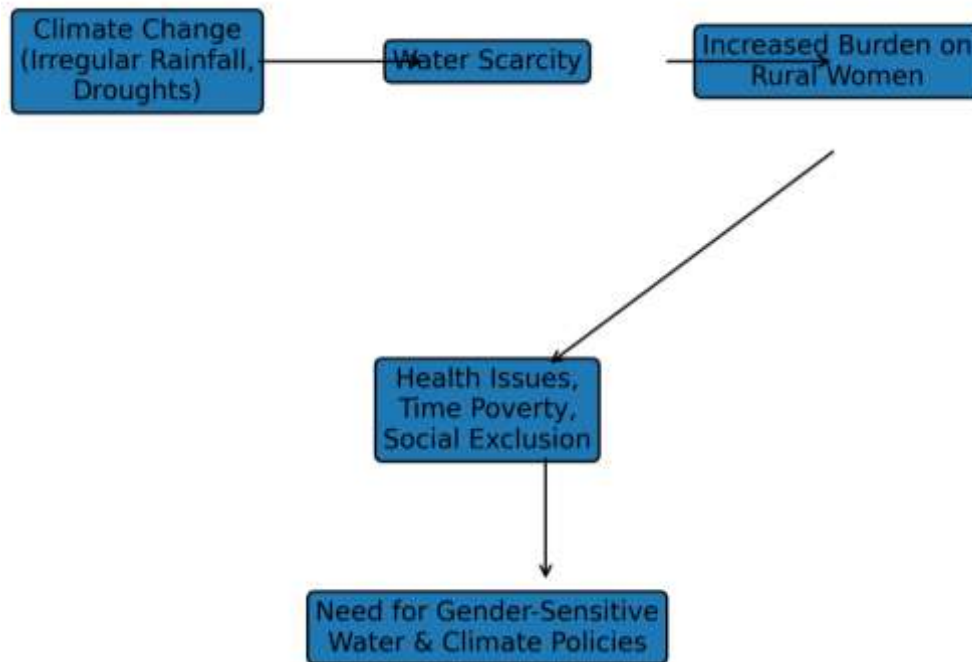 Climate Change
(Irregular Rainfall,
Droughts)
Water Scarcity
Increased Burden on
Rural Women
Health Issues,
Time Poverty,
Social Exclusion
Need for Gender-Sensitive
Water & Climate Policies